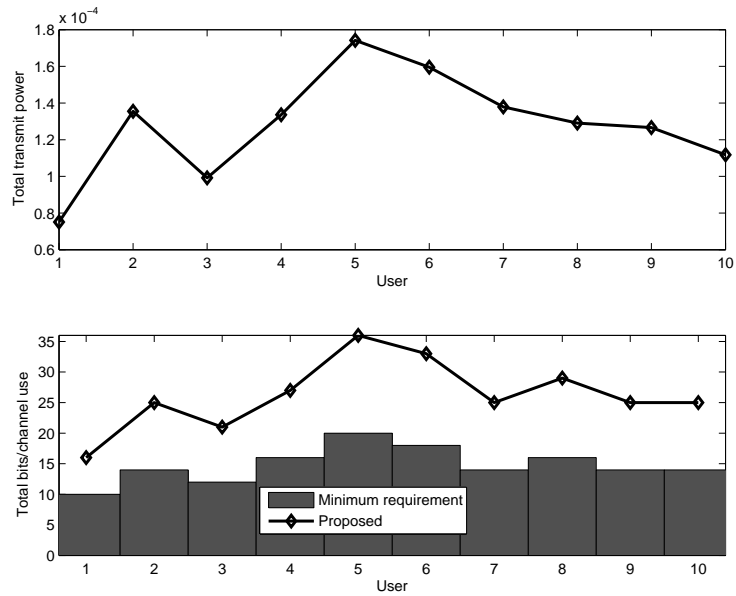 x 10⁻⁴
1.8
1.6
1.4
1.2
1
0.8
0.6
Total transmit power
1 2 3 4 5 6 7 8 9 10
User
35
30
25
20
15
10
5
0
Total bits/channel use
Minimum requirement
Proposed
1 2 3 4 5 6 7 8 9 10
User